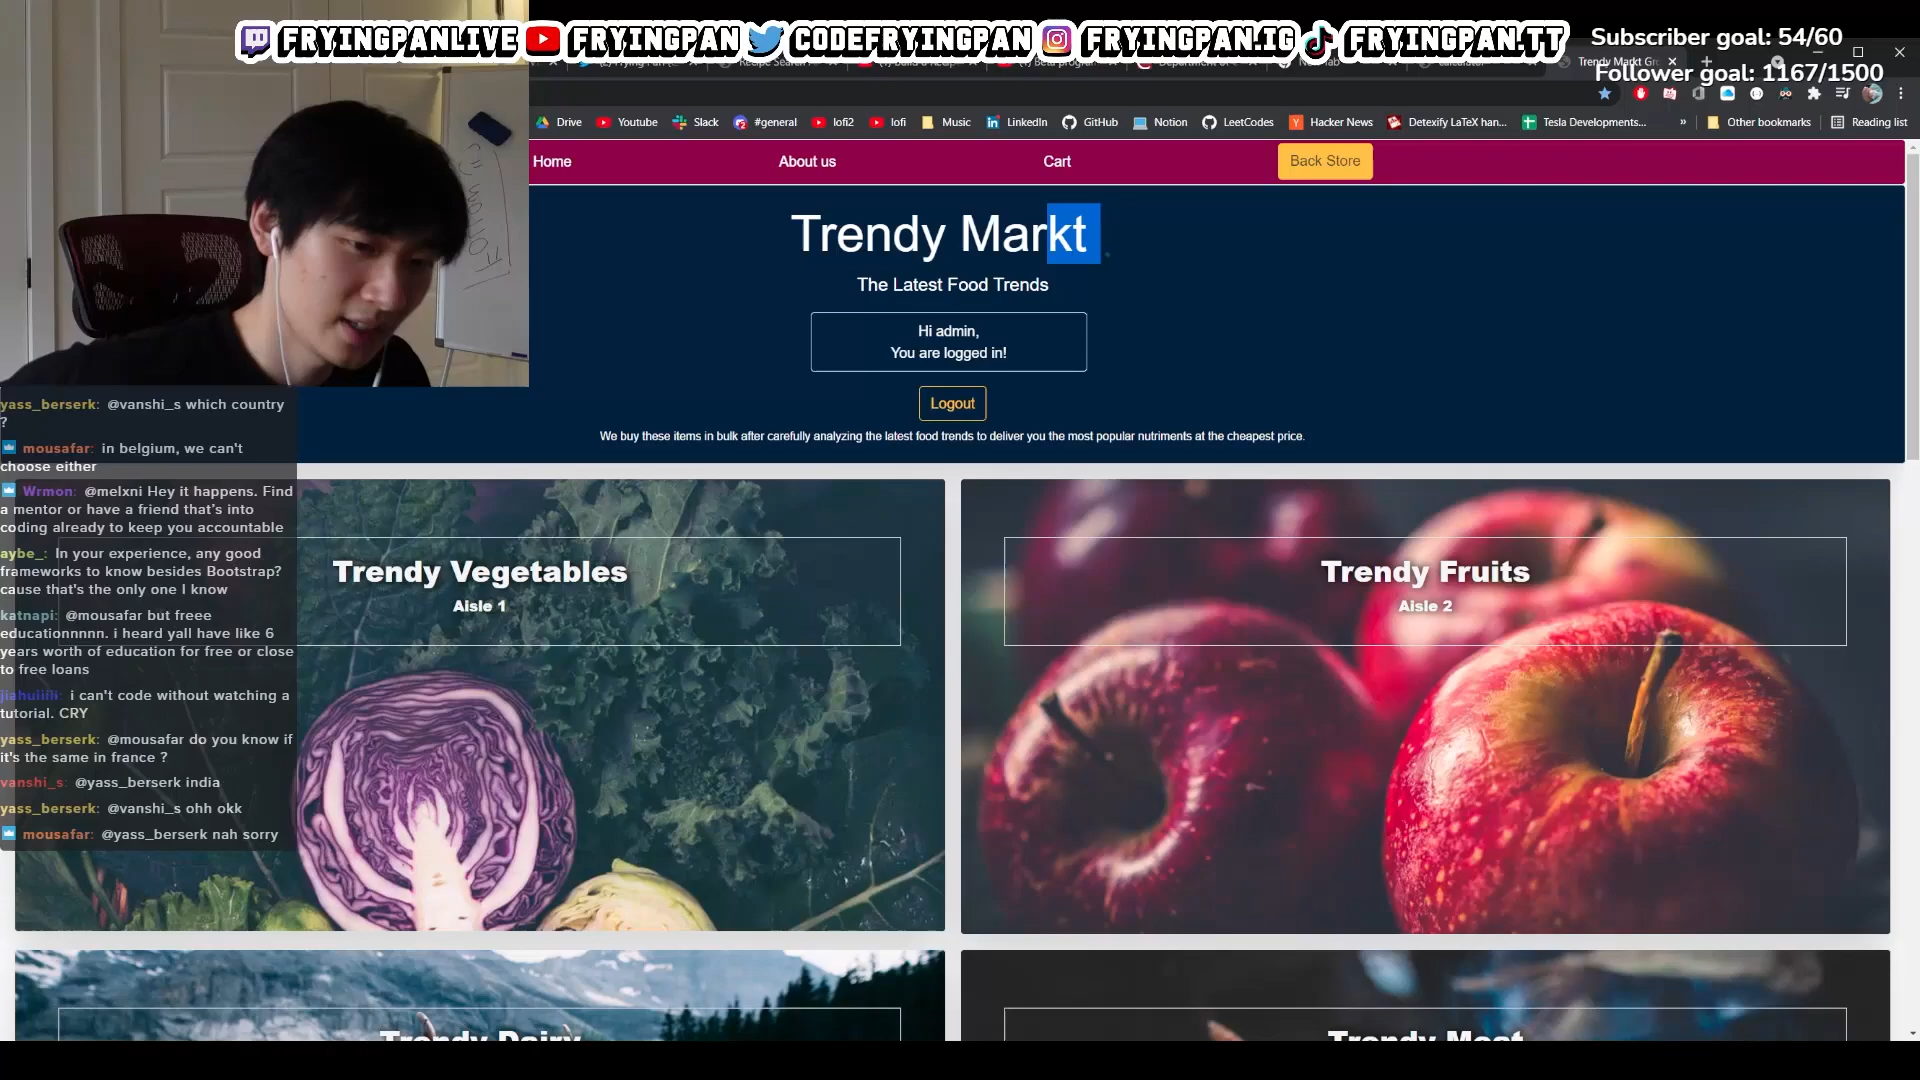 FRYINGPANLIVE FRYINGPAN CODEFRYINGPAN FRYINGPAN.IG FRYINGPAN.TT
Subscriber goal: 54/60
Follower goal: 1167/1500
Drive Youtube Slack #general lofi2 lofi Music LinkedIn GitHub Notion LeetCodes Hacker News Detexify LaTeX han... Tesla Developments... » Other bookmarks Reading list
Home About us Cart Back Store
Trendy Markt
The Latest Food Trends
Hi admin,
You are logged in!
Logout
We buy these items in bulk after carefully analyzing the latest food trends to deliver you the most popular nutriments at the cheapest price.
yass_berserk: @vanshi_s which country
?
mousafar: in belgium, we can't
choose either
Wrmon: @melxni Hey it happens. Find
a mentor or have a friend that's into
coding already to keep you accountable
aybe_: In your experience, any good
frameworks to know besides Bootstrap?
cause that's the only one I know
katnapi: @mousafar but freee
educationnnnn. i heard yall have like 6
years worth of education for free or close
to free loans
jiahuiiili: i can't code without watching a
tutorial. CRY
yass_berserk: @mousafar do you know if
it's the same in france ?
vanshi_s: @yass_berserk india
yass_berserk: @vanshi_s ohh okk
mousafar: @yass_berserk nah sorry
Trendy Vegetables
Aisle 1
Trendy Fruits
Aisle 2
Trendy Dairy
Trendy Meat